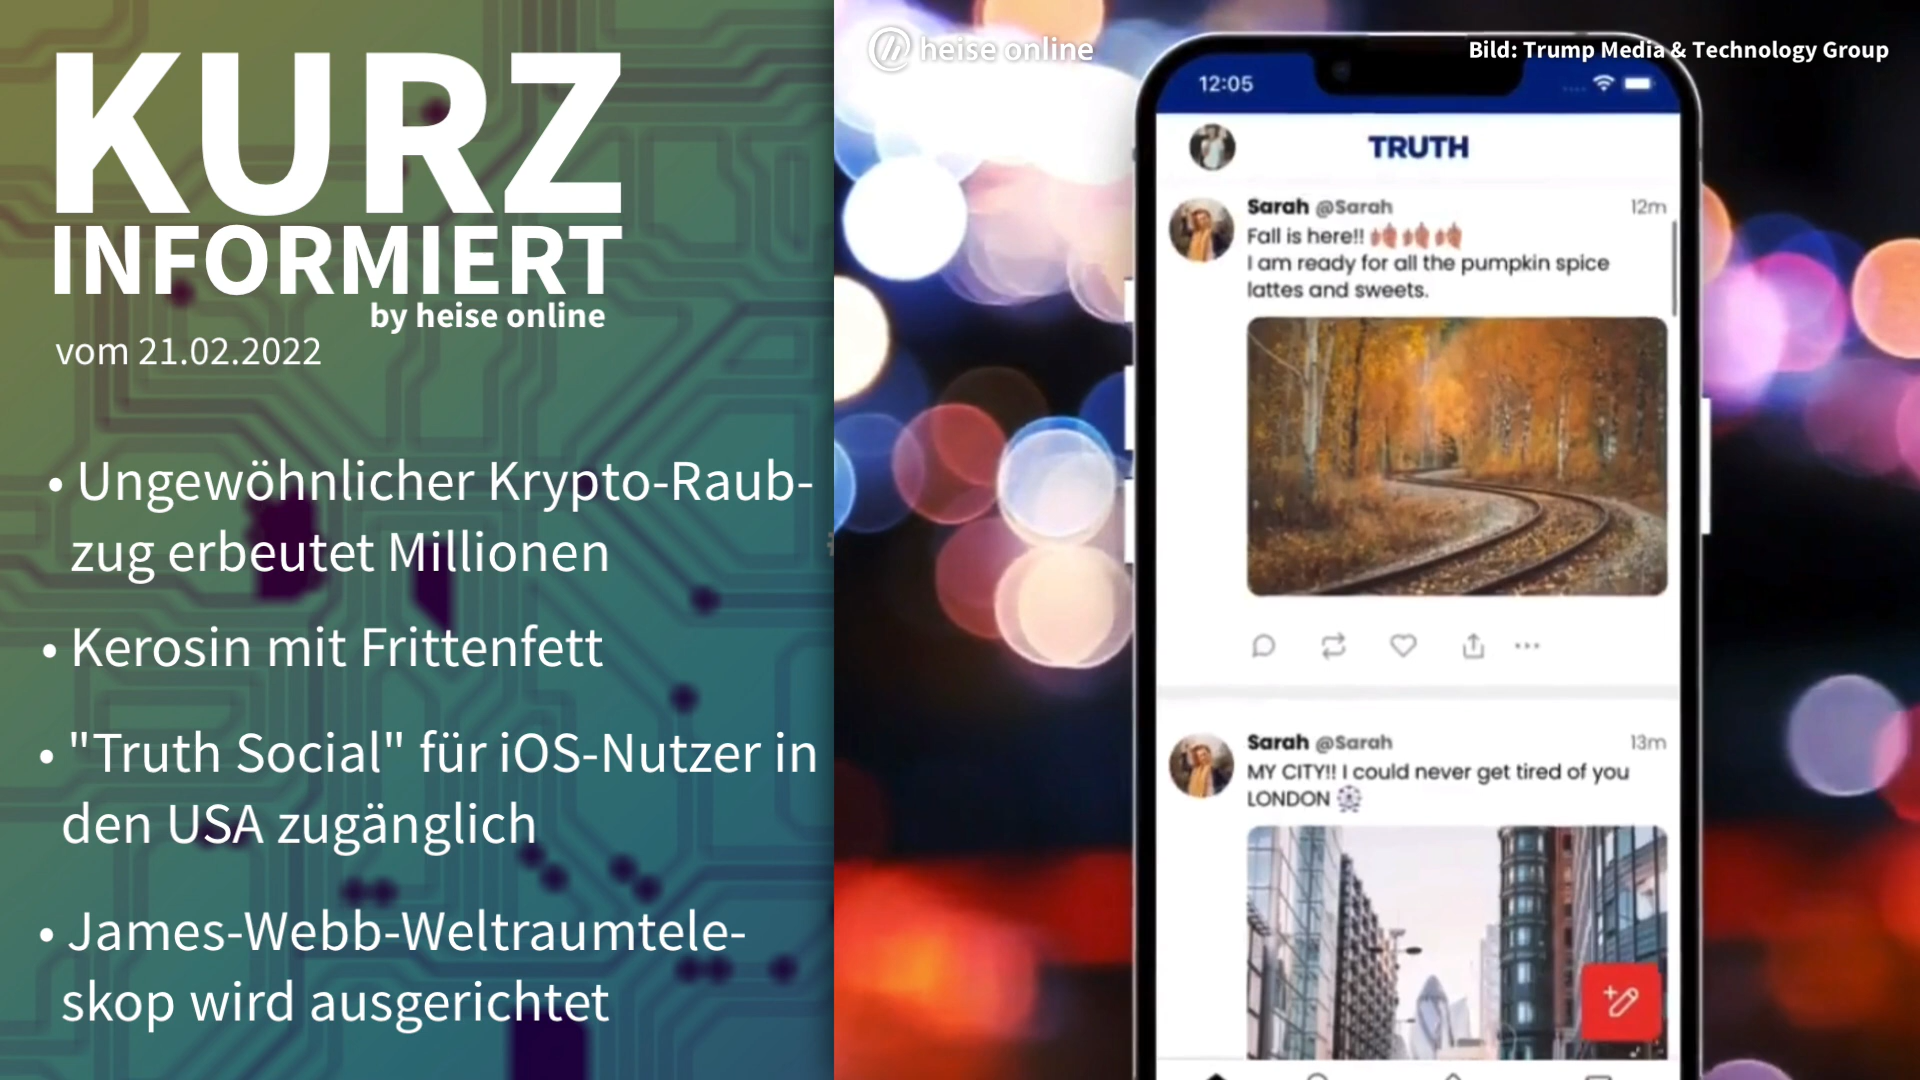 KURZ
INFORMIERT
by heise online
vom 21.02.2022
• Ungewöhnlicher Krypto-Raub-
zug erbeutet Millionen
• Kerosin mit Frittenfett
• "Truth Social" für iOS-Nutzer in
den USA zugänglich
• James-Webb-Weltraumtele-
skop wird ausgerichtet
heise online
Bild: Trump Media & Technology Group
12:05
TRUTH
Sarah @Sarah 12m
Fall is here!! 🍂🍂🍂
I am ready for all the pumpkin spice
lattes and sweets.
Sarah @Sarah 13m
MY CITY!! I could never get tired of you
LONDON 🎡